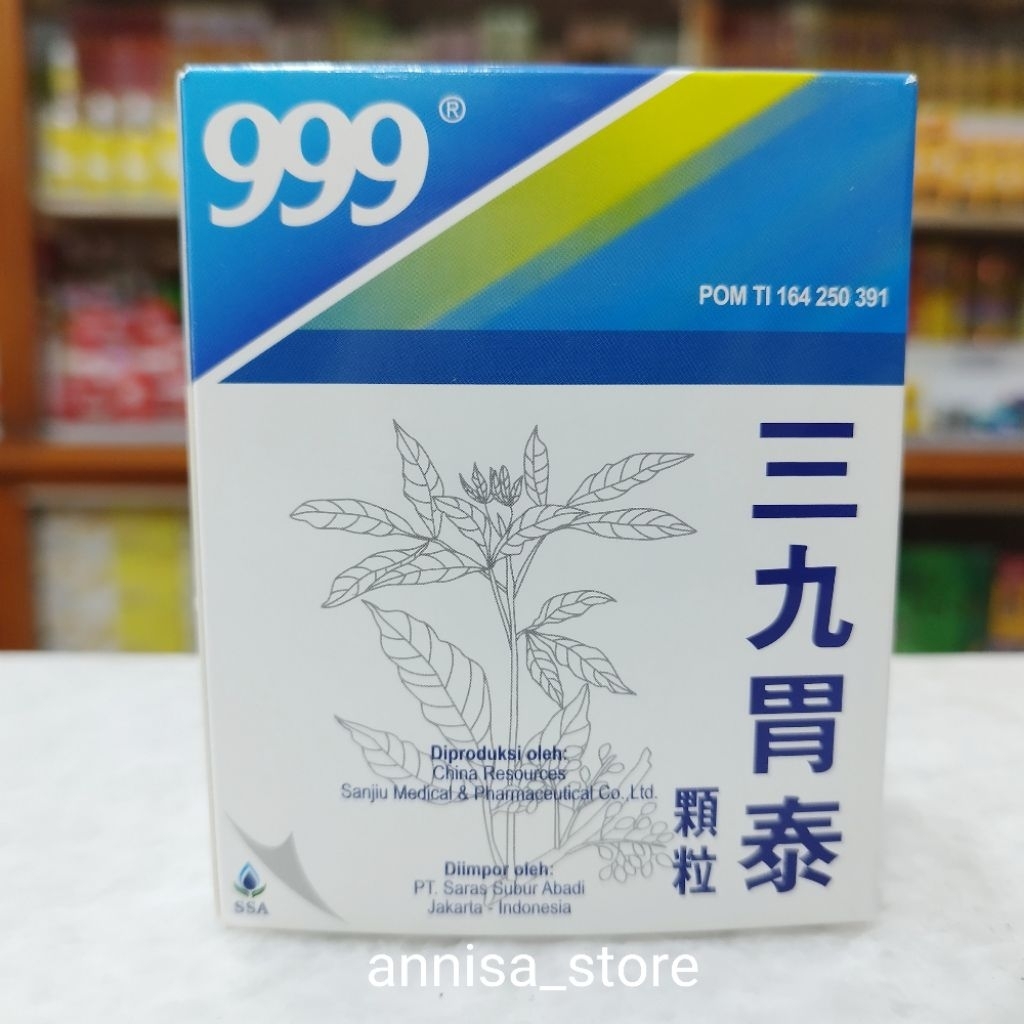 999®
POM TI 164 250 391
三九胃泰
顆粒
Diproduksi oleh:
China Resources
Sanjiu Medical & Pharmaceutical Co.,Ltd.
Diimpor oleh:
PT. Saras Subur Abadi
Jakarta - Indonesia
SSA
annisa_store